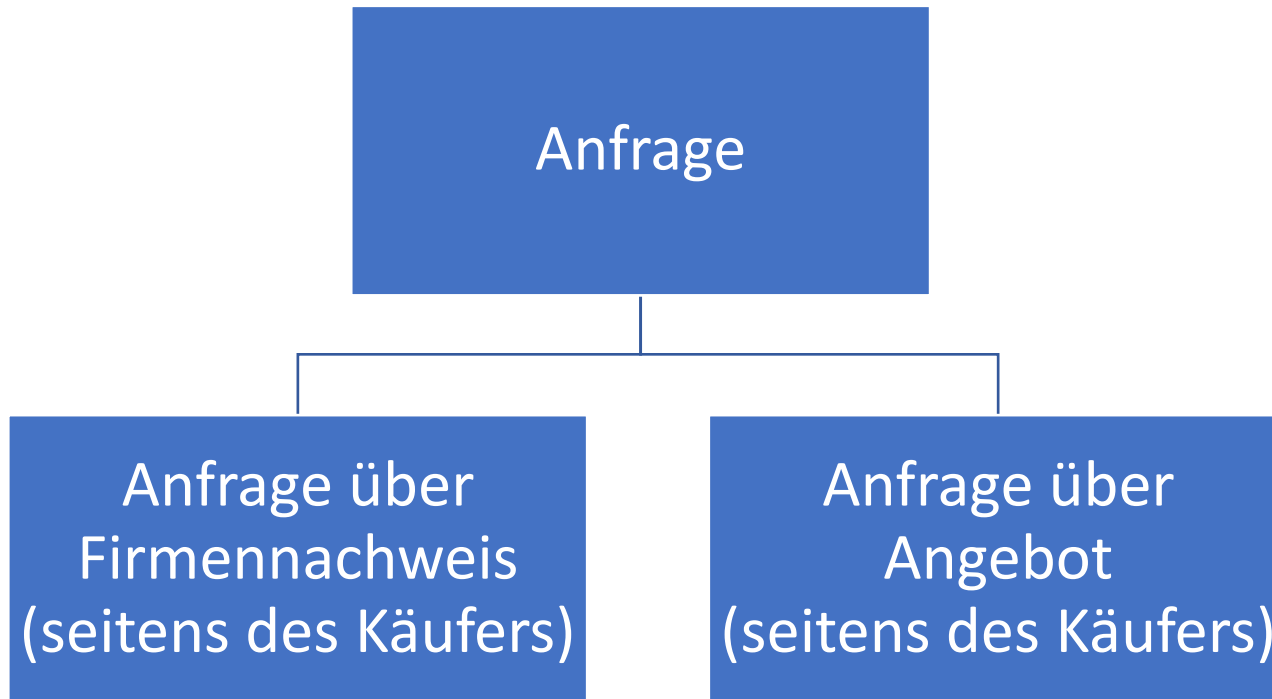 Anfrage
Anfrage über
Firmennachweis
(seitens des Käufers)
Anfrage über
Angebot
(seitens des Käufers)